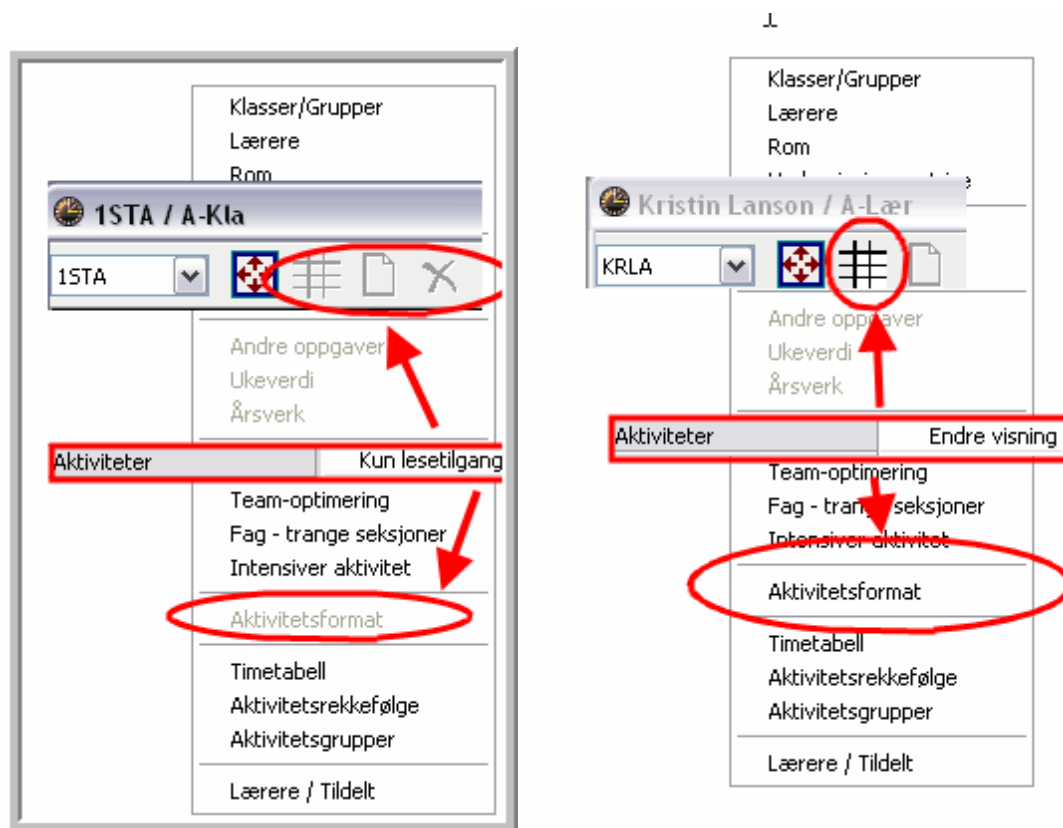 Klasser/Grupper
Lærere
Rom
1STA / A-Kla
1STA
Andre oppgaver
Ukeverdi
Årsverk
Aktiviteter Kun lesetilgang
Team-optimering
Fag - trange seksjoner
Intensiver aktivitet
Aktivitetsformat
Timetabell
Aktivitetsrekkefølge
Aktivitetsgrupper
Lærere / Tildelt
Klasser/Grupper
Lærere
Rom
Kristin Lanson / A-Lær
KRLA
Andre oppgaver
Ukeverdi
Årsverk
Aktiviteter Endre visning
Team-optimering
Fag - trange seksjoner
Intensiver aktivitet
Aktivitetsformat
Timetabell
Aktivitetsrekkefølge
Aktivitetsgrupper
Lærere / Tildelt